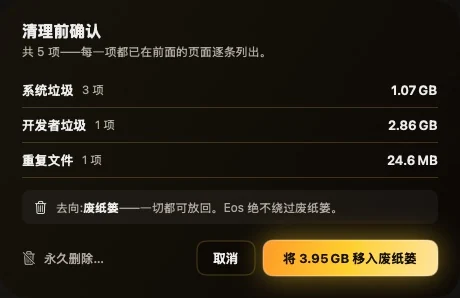 清理前确认
共 5 项——每一项都已在前面的页面逐条列出。
系统垃圾 3 项 1.07 GB
开发者垃圾 1 项 2.86 GB
重复文件 1 项 24.6 MB
去向:废纸篓——一切都可放回。Eos 绝不绕过废纸篓。
永久删除... 取消 将 3.95 GB 移入废纸篓